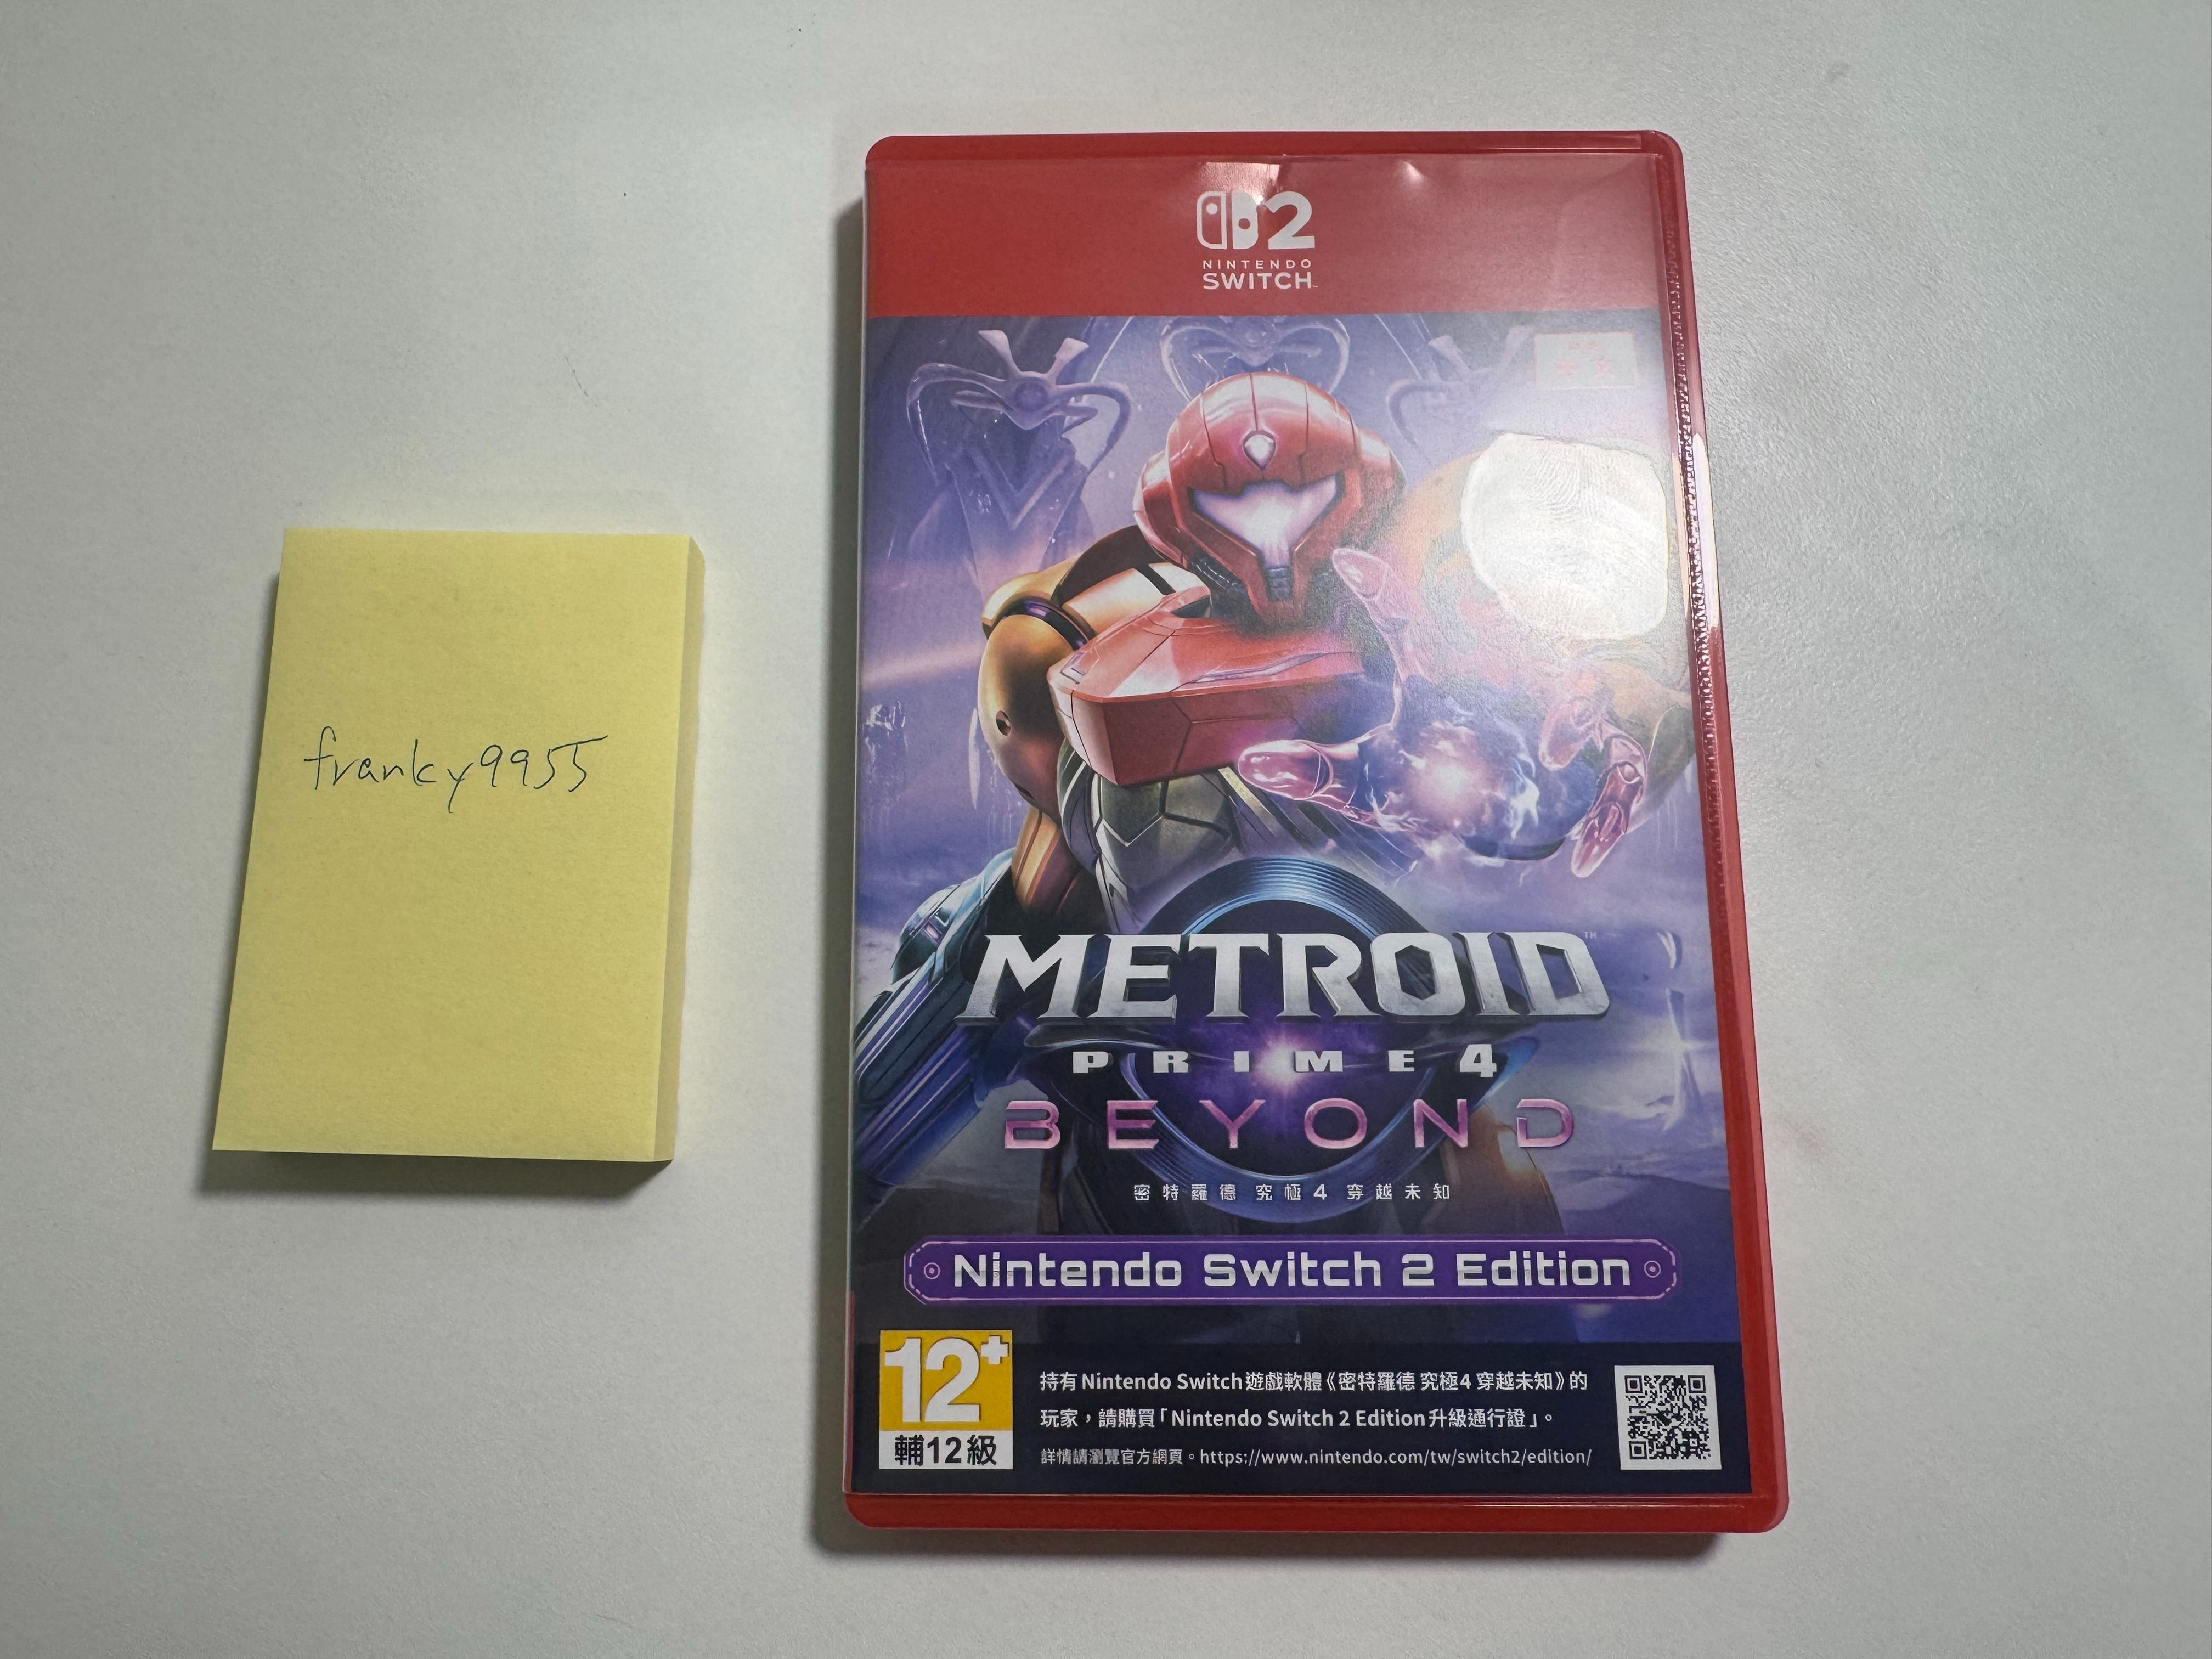 franky9955
2
NINTENDO
SWITCH
METROID™
PRIME 4
BEYOND
密特羅德 究極4 穿越未知
Nintendo Switch 2 Edition
12+
輔12級
持有Nintendo Switch遊戲軟體《密特羅德 究極4 穿越未知》的
玩家，請購買「Nintendo Switch 2 Edition升級通行證」。
詳情請瀏覽官方網頁。https://www.nintendo.com/tw/switch2/edition/